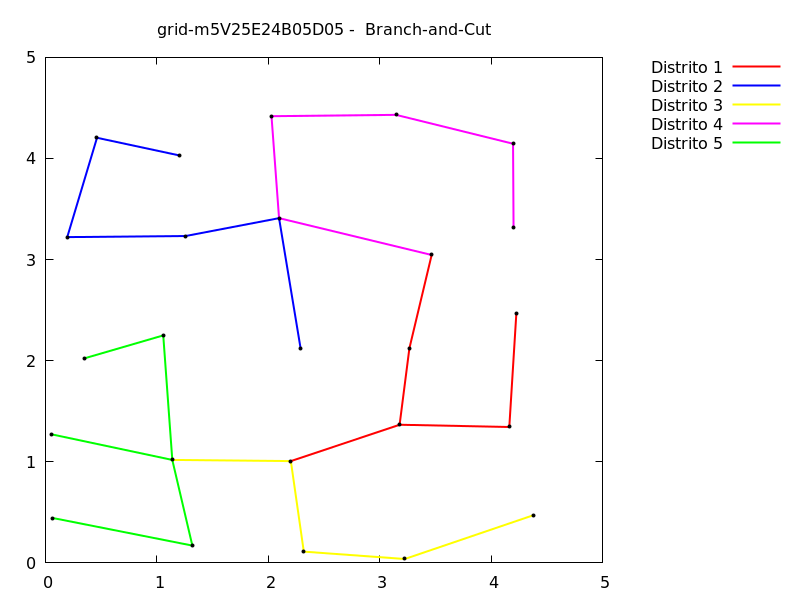 grid-m5V25E24B05D05 -  Branch-and-Cut
Distrito 1
Distrito 2
Distrito 3
Distrito 4
Distrito 5
5
4
3
2
1
0
0 1 2 3 4 5